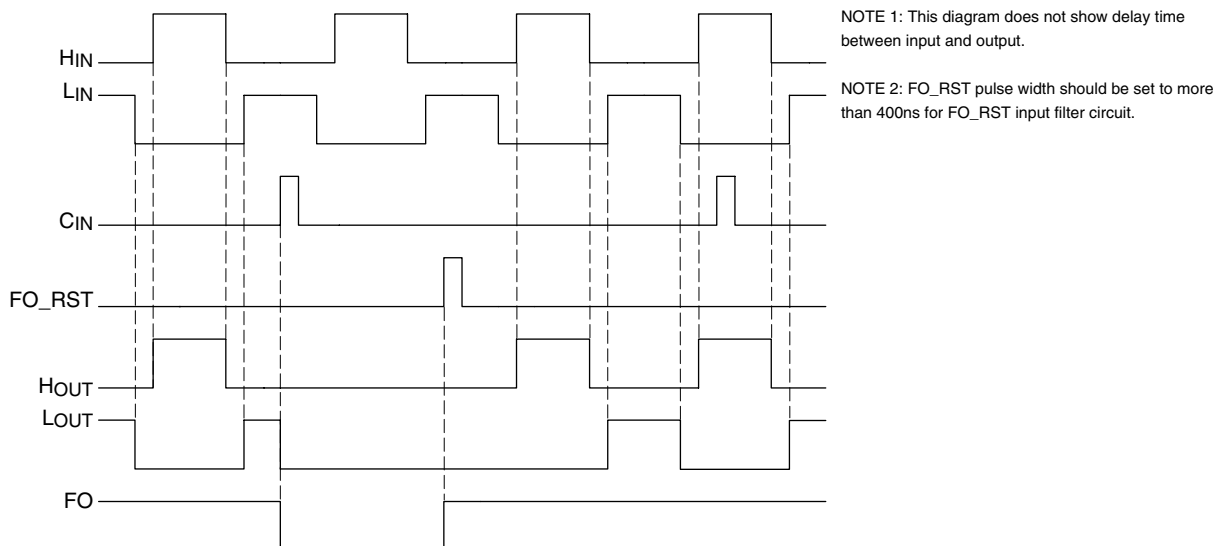 HIN
LIN
CIN
FO_RST
HOUT
LOUT
FO
NOTE 1: This diagram does not show delay time
between input and output.
NOTE 2: FO_RST pulse width should be set to more
than 400ns for FO_RST input filter circuit.